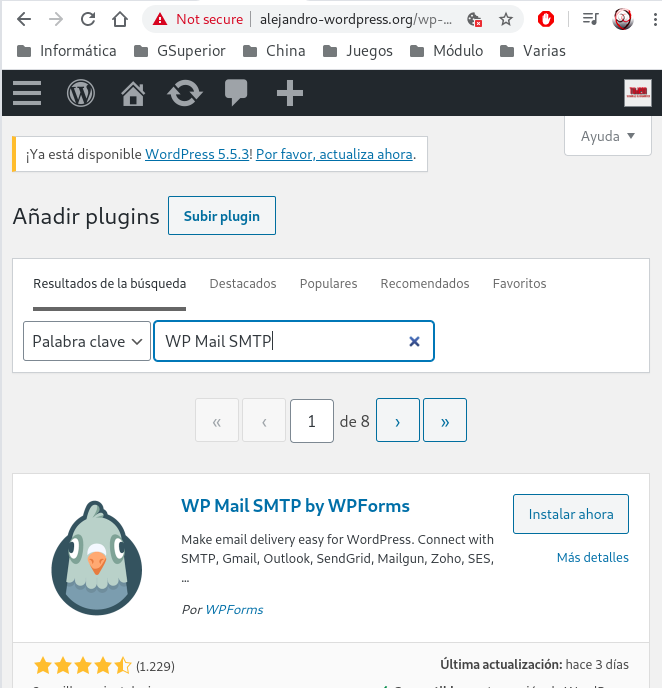 Not secure | alejandro-wordpress.org/wp-...
Informática GSuperior China Juegos Módulo Varias
Ayuda
¡Ya está disponible WordPress 5.5.3! Por favor, actualiza ahora.
Añadir plugins Subir plugin
Resultados de la búsqueda Destacados Populares Recomendados Favoritos
Palabra clave WP Mail SMTP
« ‹ 1 de 8 › »
WP Mail SMTP by WPForms
Instalar ahora
Make email delivery easy for WordPress. Connect with
SMTP, Gmail, Outlook, SendGrid, Mailgun, Zoho, SES,
...
Más detalles
Por WPForms
(1.229) Última actualización: hace 3 días